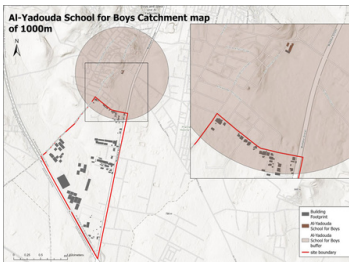 Al-Yadouda School for Boys Catchment map
of 1000m
N
Building
Footprint
Al-Yadouda
School for Boys
Al-Yadouda
School for Boys
buffer
site boundary